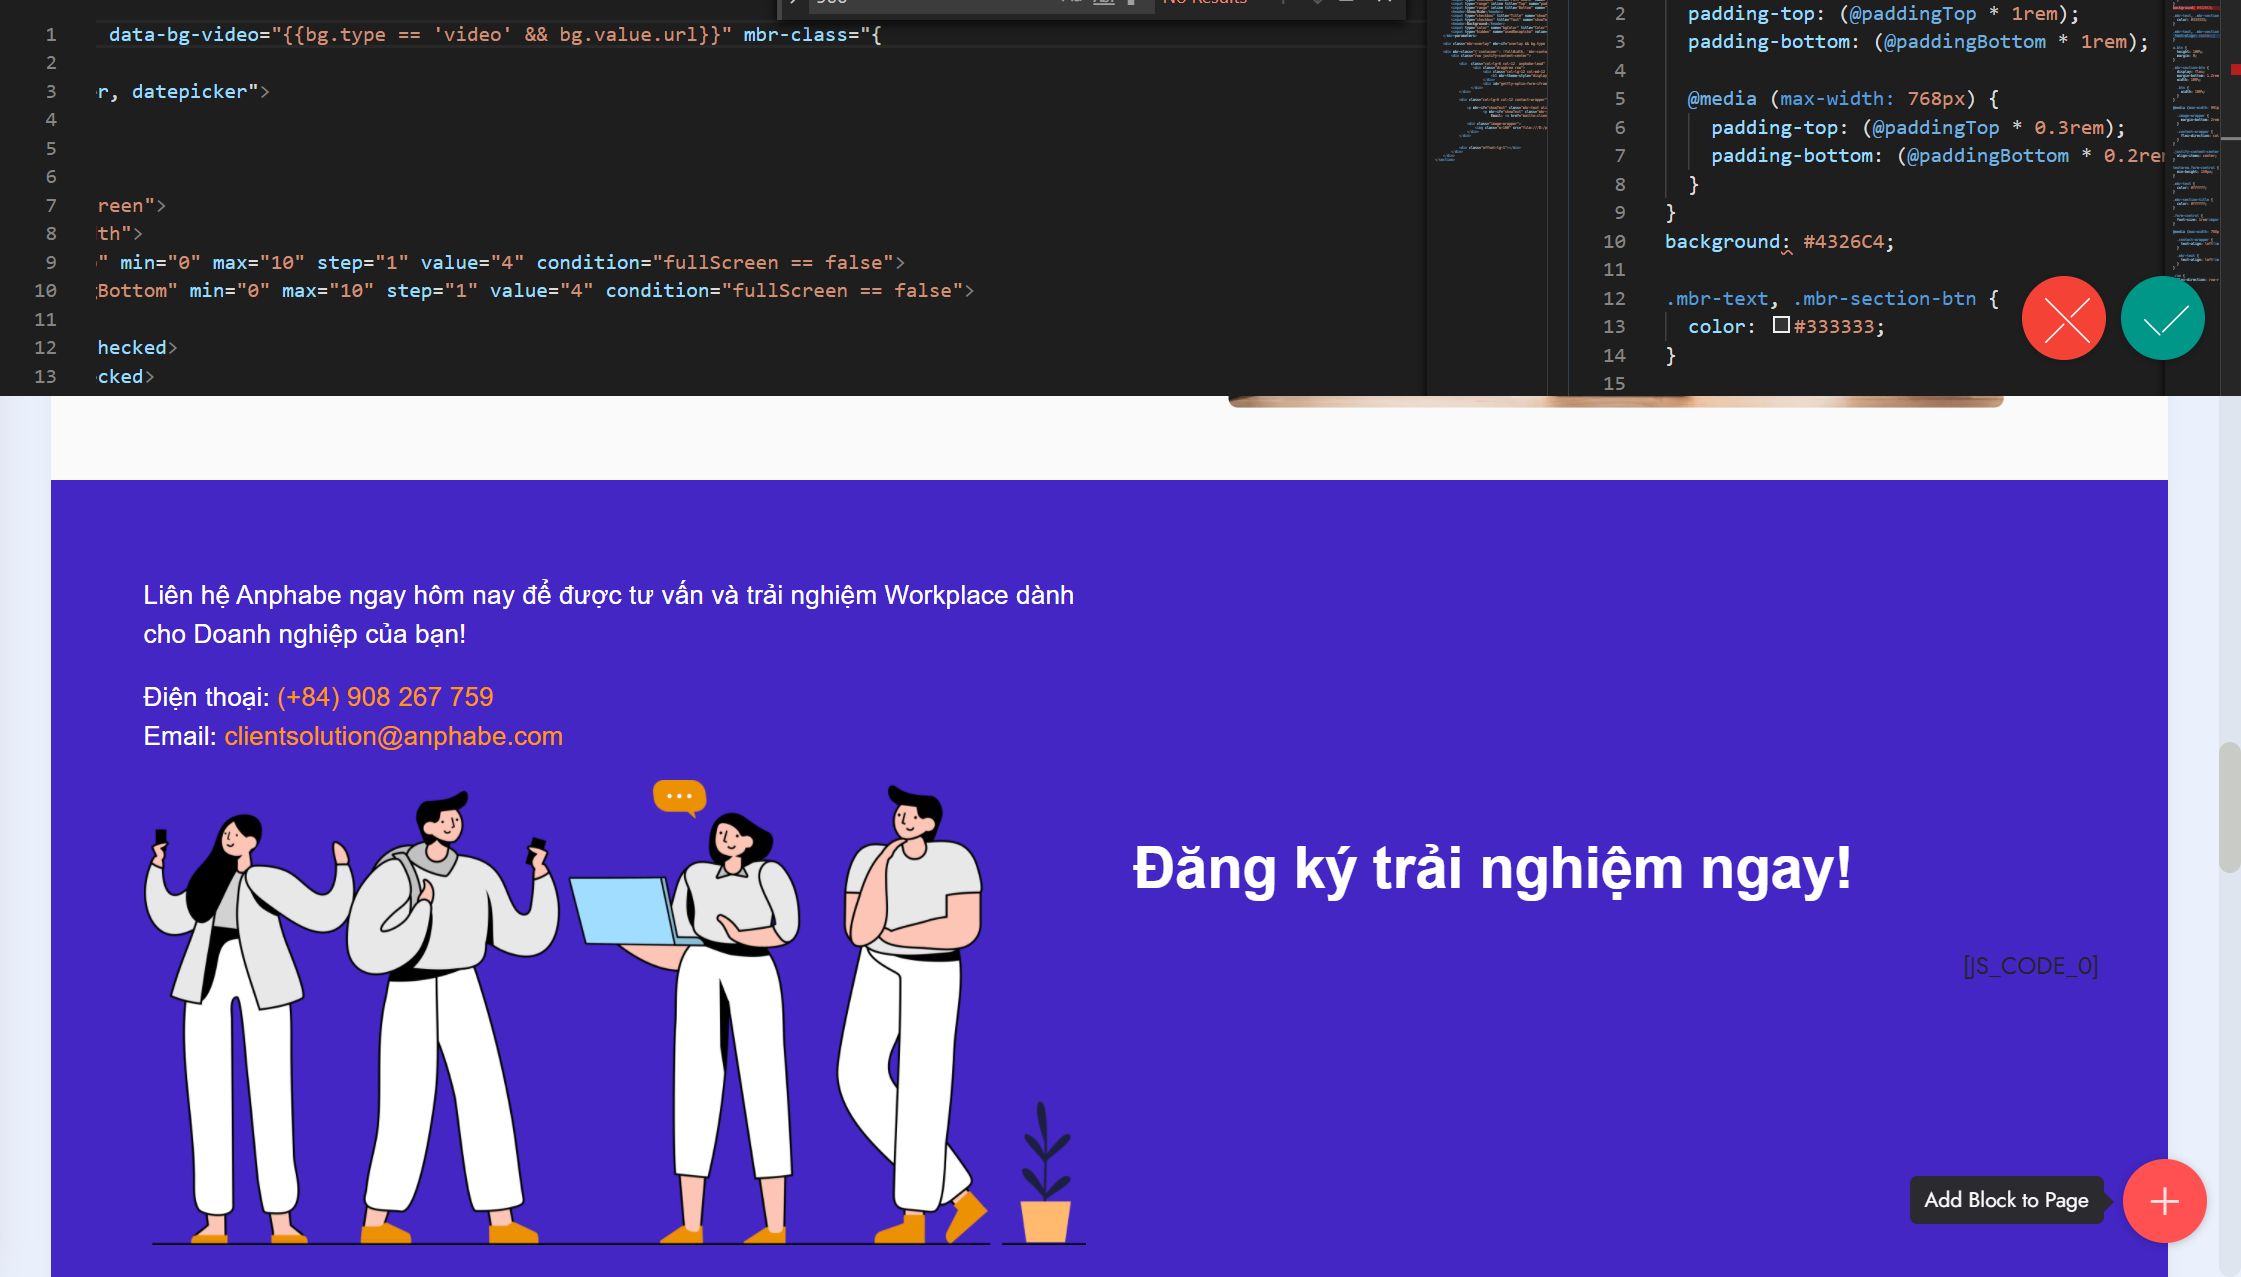 No Results
1 data-bg-video="{{bg.type == 'video' && bg.value.url}}" mbr-class="{
2
3 r, datepicker">
4
5
6
7 reen">
8 th">
9 " min="0" max="10" step="1" value="4" condition="fullScreen == false">
10 Bottom" min="0" max="10" step="1" value="4" condition="fullScreen == false">
11
12 hecked>
13 cked>
2 padding-top: (@paddingTop * 1rem);
3 padding-bottom: (@paddingBottom * 1rem);
4
5 @media (max-width: 768px) {
6 padding-top: (@paddingTop * 0.3rem);
7 padding-bottom: (@paddingBottom * 0.2re
8 }
9 }
10 background: #4326C4;
11
12 .mbr-text, .mbr-section-btn {
13 color: #333333;
14 }
15
Liên hệ Anphabe ngay hôm nay để được tư vấn và trải nghiệm Workplace dành
cho Doanh nghiệp của bạn!
Điện thoại: (+84) 908 267 759
Email: clientsolution@anphabe.com
Đăng ký trải nghiệm ngay!
[JS_CODE_0]
Add Block to Page